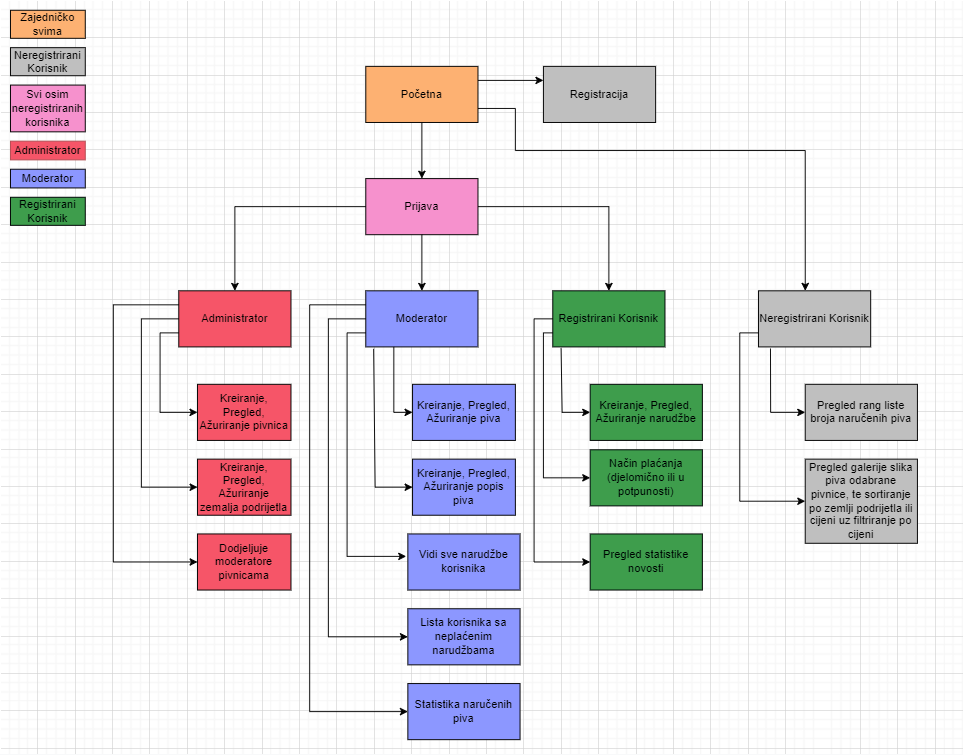 Zajedničko
svima
Neregistrirani
Korisnik
Svi osim
neregistriranih
korisnika
Administrator
Moderator
Registrirani
Korisnik
Početna
Registracija
Prijava
Administrator
Moderator
Registrirani Korisnik
Neregistrirani Korisnik
Kreiranje,
Pregled,
Ažuriranje pivnica
Kreiranje,
Pregled,
Ažuriranje
zemalja podrijetla
Dodjeljuje
moderatore
pivnicama
Kreiranje, Pregled,
Ažuriranje piva
Kreiranje, Pregled,
Ažuriranje popis
piva
Vidi sve narudžbe
korisnika
Lista korisnika sa
neplaćenim
narudžbama
Statistika naručenih
piva
Kreiranje, Pregled,
Ažuriranje narudžbe
Način plaćanja
(djelomično ili u
potpunosti)
Pregled statistike
novosti
Pregled rang liste
broja naručenih piva
Pregled galerije slika
piva odabrane
pivnice, te sortiranje
po zemlji podrijetla ili
cijeni uz filtriranje po
cijeni